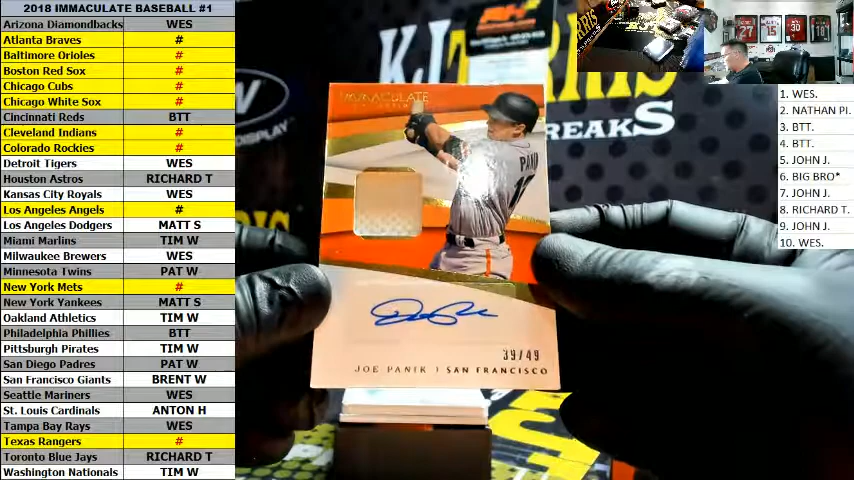 2018 IMMACULATE BASEBALL #1
Arizona Diamondbacks WES
Atlanta Braves #
Baltimore Orioles #
Boston Red Sox #
Chicago Cubs #
Chicago White Sox #
Cincinnati Reds BTT
Cleveland Indians #
Colorado Rockies #
Detroit Tigers WES
Houston Astros RICHARD T
Kansas City Royals WES
Los Angeles Angels #
Los Angeles Dodgers MATT S
Miami Marlins TIM W
Milwaukee Brewers WES
Minnesota Twins PAT W
New York Mets #
New York Yankees MATT S
Oakland Athletics TIM W
Philadelphia Phillies BTT
Pittsburgh Pirates TIM W
San Diego Padres PAT W
San Francisco Giants BRENT W
Seattle Mariners WES
St. Louis Cardinals ANTON H
Tampa Bay Rays WES
Texas Rangers #
Toronto Blue Jays RICHARD T
Washington Nationals TIM W
IMMACULATE
PANIK
39/49
JOE PANIK | SAN FRANCISCO
REAKS
DISPLAY
1. WES.
2. NATHAN PI.
3. BTT.
4. BTT.
5. JOHN J.
6. BIG BRO*
7. JOHN J.
8. RICHARD T.
9. JOHN J.
10. WES.